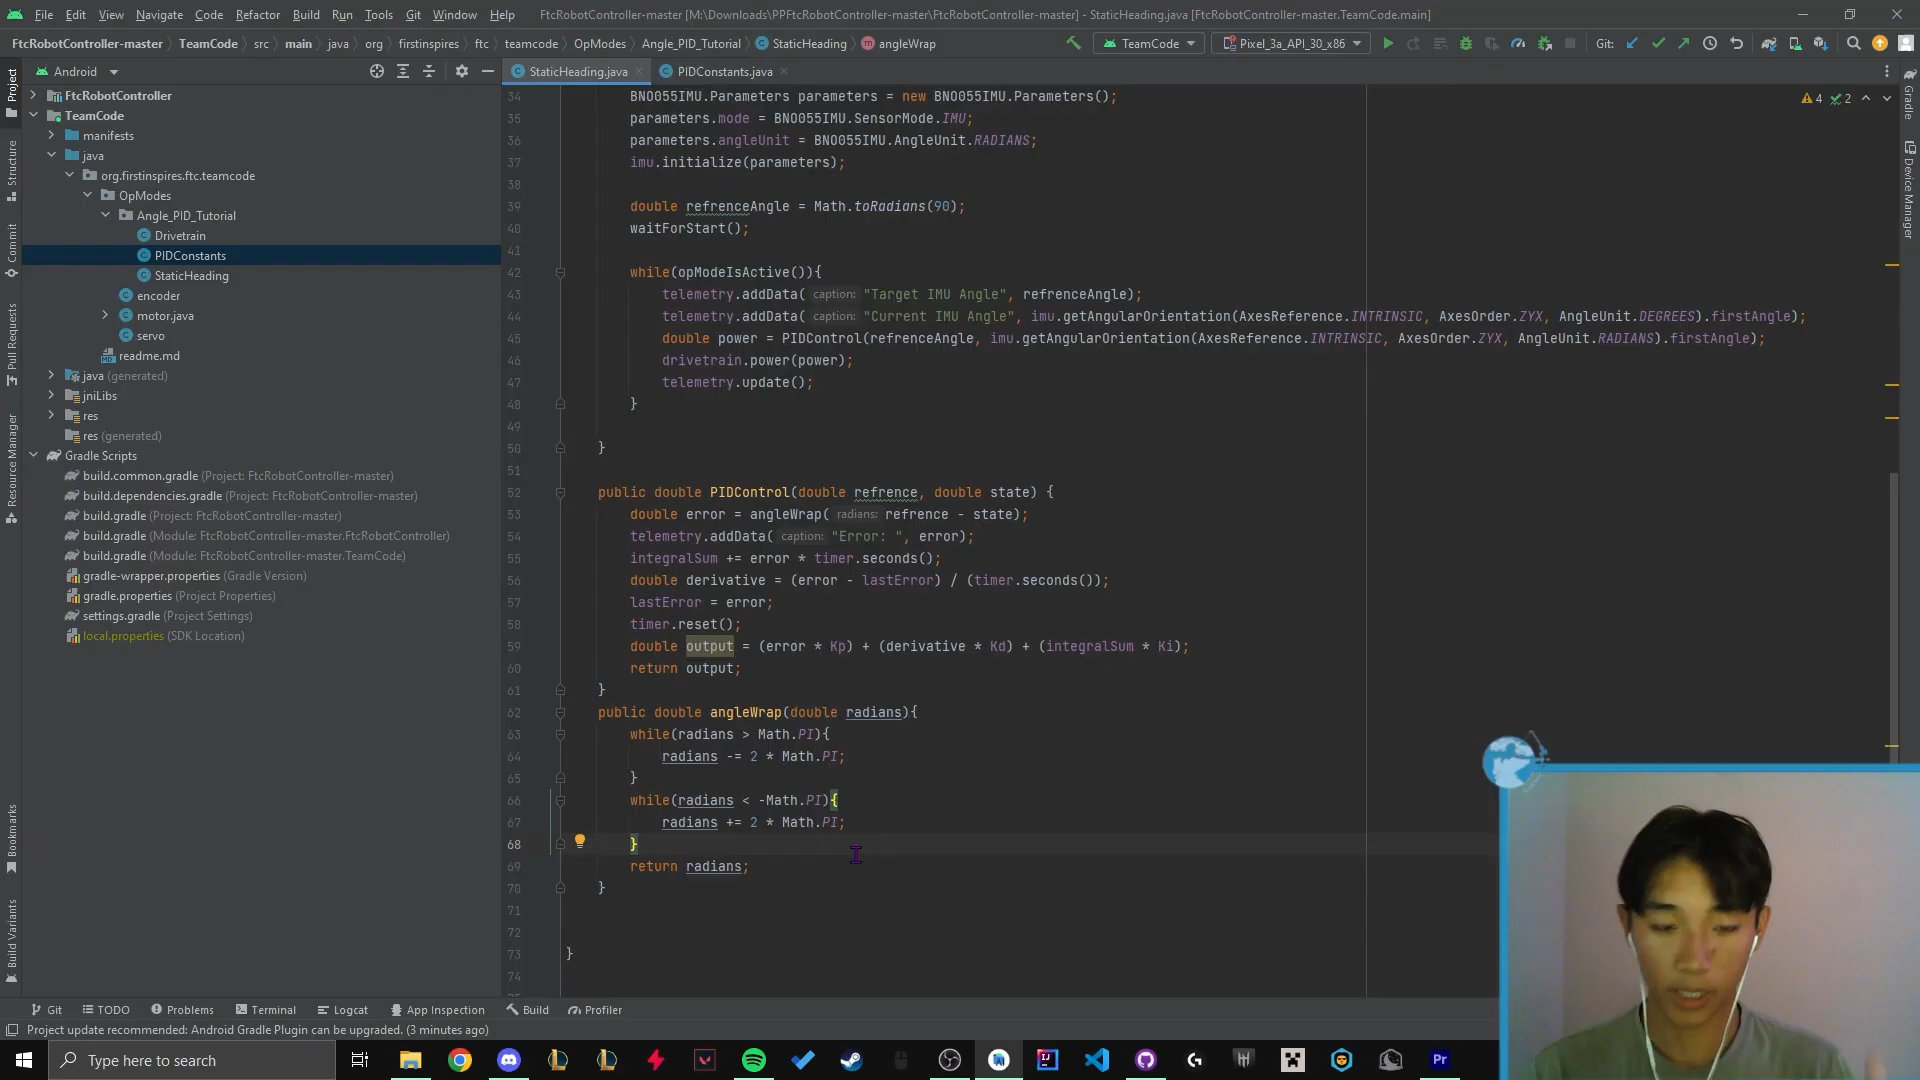 File Edit View Navigate Code Refactor Build Run Tools Git Window Help FtcRobotController-master [M:\Downloads\PPFtcRobotController-master\FtcRobotController-master] - StaticHeading.java [FtcRobotController-master.TeamCode.main]
FtcRobotController-master TeamCode src main java org firstinspires ftc teamcode OpModes Angle_PID_Tutorial StaticHeading angleWrap TeamCode Pixel_3a_API_30_x86 Git:
Android StaticHeading.java PIDConstants.java
Project
Structure
Commit
Pull Requests
Resource Manager
Bookmarks
Build Variants
Gradle
Device Manager
FtcRobotController
TeamCode
manifests
java
org.firstinspires.ftc.teamcode
OpModes
Angle_PID_Tutorial
Drivetrain
PIDConstants
StaticHeading
encoder
motor.java
servo
readme.md
java (generated)
jniLibs
res
res (generated)
Gradle Scripts
build.common.gradle (Project: FtcRobotController-master)
build.dependencies.gradle (Project: FtcRobotController-master)
build.gradle (Project: FtcRobotController-master)
build.gradle (Module: FtcRobotController-master.FtcRobotController)
build.gradle (Module: FtcRobotController-master.TeamCode)
gradle-wrapper.properties (Gradle Version)
gradle.properties (Project Properties)
settings.gradle (Project Settings)
local.properties (SDK Location)
4 2
34 BNO055IMU.Parameters parameters = new BNO055IMU.Parameters();
35 parameters.mode = BNO055IMU.SensorMode.IMU;
36 parameters.angleUnit = BNO055IMU.AngleUnit.RADIANS;
37 imu.initialize(parameters);
38
39 double refrenceAngle = Math.toRadians(90);
40 waitForStart();
41
42 while(opModeIsActive()){
43 telemetry.addData( caption: "Target IMU Angle", refrenceAngle);
44 telemetry.addData( caption: "Current IMU Angle", imu.getAngularOrientation(AxesReference.INTRINSIC, AxesOrder.ZYX, AngleUnit.DEGREES).firstAngle);
45 double power = PIDControl(refrenceAngle, imu.getAngularOrientation(AxesReference.INTRINSIC, AxesOrder.ZYX, AngleUnit.RADIANS).firstAngle);
46 drivetrain.power(power);
47 telemetry.update();
48 }
49
50 }
51
52 public double PIDControl(double refrence, double state) {
53 double error = angleWrap( radians: refrence - state);
54 telemetry.addData( caption: "Error: ", error);
55 integralSum += error * timer.seconds();
56 double derivative = (error - lastError) / (timer.seconds());
57 lastError = error;
58 timer.reset();
59 double output = (error * Kp) + (derivative * Kd) + (integralSum * Ki);
60 return output;
61 }
62 public double angleWrap(double radians){
63 while(radians > Math.PI){
64 radians -= 2 * Math.PI;
65 }
66 while(radians < -Math.PI){
67 radians += 2 * Math.PI;
68 }
69 return radians;
70 }
71
72
73 }
74
Git TODO Problems Terminal Logcat App Inspection Build Profiler
Project update recommended: Android Gradle Plugin can be upgraded. (3 minutes ago)
Type here to search
Pr